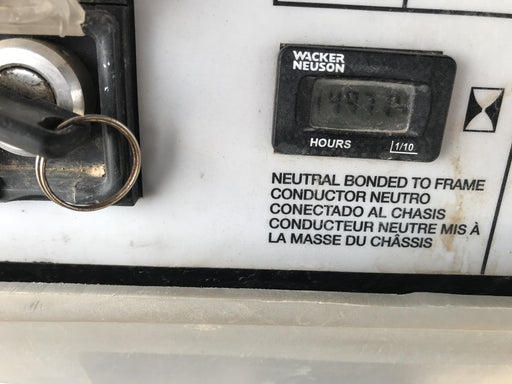 WACKER
NEUSON
HOURS 1/10
NEUTRAL BONDED TO FRAME
CONDUCTOR NEUTRO
CONECTADO AL CHASIS
CONDUCTEUR NEUTRE MIS À
LA MASSE DU CHÂSSIS